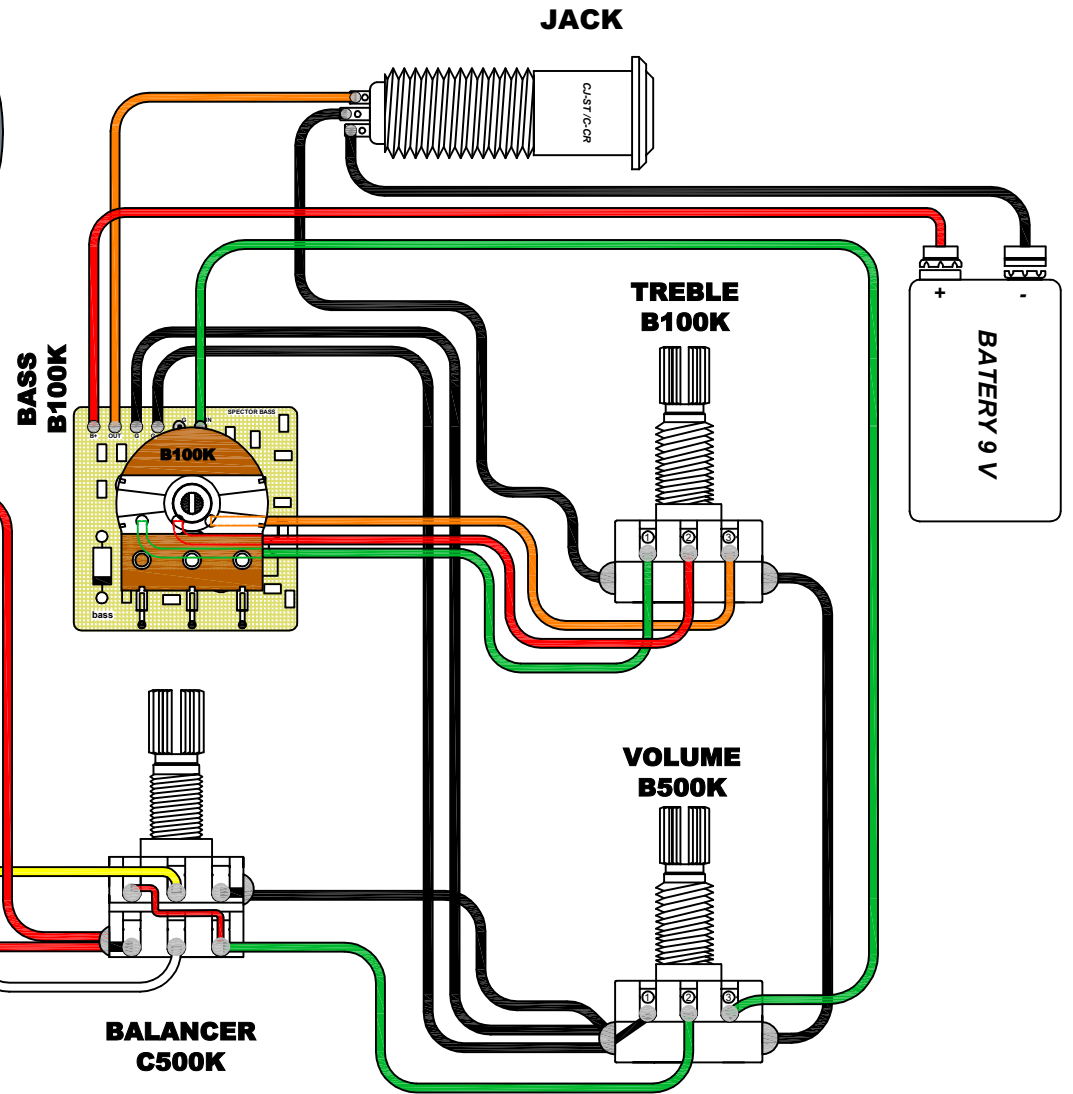 JACK
CJ-ST/C-CR
TREBLE
B100K
+
-
BATERY 9 V
BASS
B100K
SPECTOR BASS
B+
OUT
G
G
IN
B100K
1
2
3
bass
VOLUME
B500K
1
2
3
BALANCER
C500K